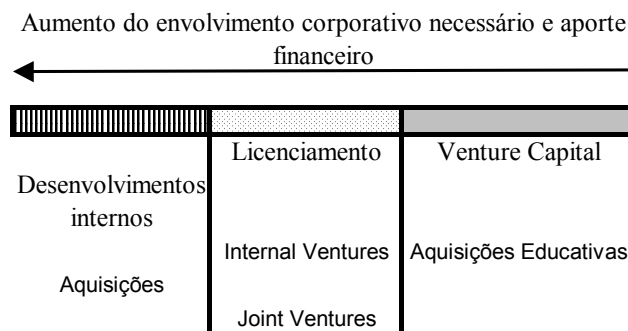 Aumento do envolvimento corporativo necessário e aporte
financeiro
Desenvolvimentos
internos
Aquisições
Licenciamento
Internal Ventures
Joint Ventures
Venture Capital
Aquisições Educativas